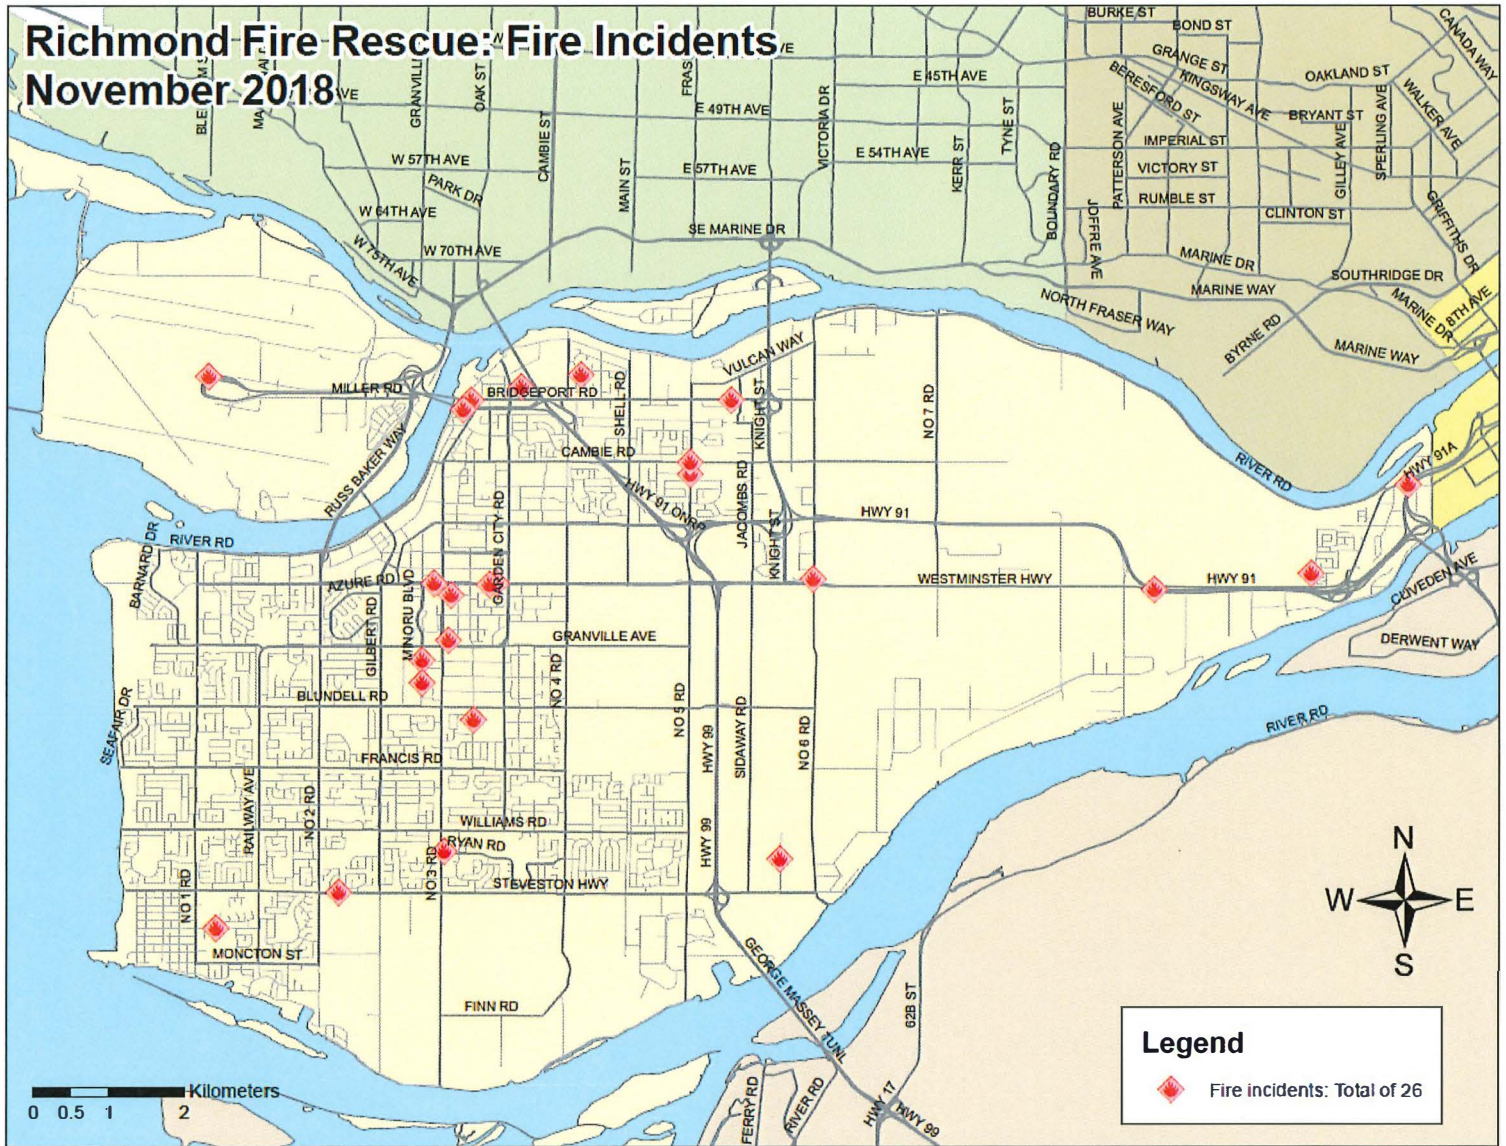 Richmond Fire Rescue: Fire Incidents
November 2018
BURKE ST
BOND ST
CANADA WAY
GRANGE ST
OAKLAND ST
BERESFORD ST
KINGSWAY AVE
WALKER AVE
BRYANT ST
SPERLING AVE
GILLEY AVE
IMPERIAL ST
PATTERSON AVE
VICTORY ST
RUMBLE ST
CLINTON ST
GRIFFITHS DR
E 45TH AVE
E 49TH AVE
TYNE ST
VICTORIA DR
OAK ST
CAMBIE ST
W 57TH AVE
E 57TH AVE
E 54TH AVE
KERR ST
BOUNDARY RD
MAIN ST
PARK DR
W 64TH AVE
JOFFRE AVE
SE MARINE DR
W 70TH AVE
W 75TH AVE
MARINE DR
SOUTHRIDGE DR
MARINE WAY
NORTH FRASER WAY
MARINE DR
8TH AVE
BYRNE RD
MARINE WAY
VULCAN WAY
MILLER RD
BRIDGEPORT RD
SHELL RD
KNIGHT ST
NO 7 RD
RUSS BAKER WAY
CAMBIE RD
RIVER RD
HWY 91A
HWY 91 ONRP
JACOBMS RD
GARDEN CITY RD
KNIGHT ST
HWY 91
BARNARD DR
RIVER RD
AZURE RD
MINORU BLVD
WESTMINSTER HWY
HWY 91
CLIVEDEN AVE
GILBERT RD
GRANVILLE AVE
DERWENT WAY
NO 4 RD
BLUNDELL RD
SEAFAIR DR
NO 5 RD
HWY 99
SIDAWAY RD
NO 6 RD
RIVER RD
FRANCIS RD
RAILWAY AVE
NO 2 RD
WILLIAMS RD
RYAN RD
HWY 99
NO 3 RD
STEVESTON HWY
NO 1 RD
MONCTON ST
GEORGE MASSEY TUNL
FINN RD
62B ST
FERRY RD
RIVER RD
HWY 17
HWY 99
N
W
E
S
Kilometers
0 0.5 1 2
Legend
Fire incidents: Total of 26